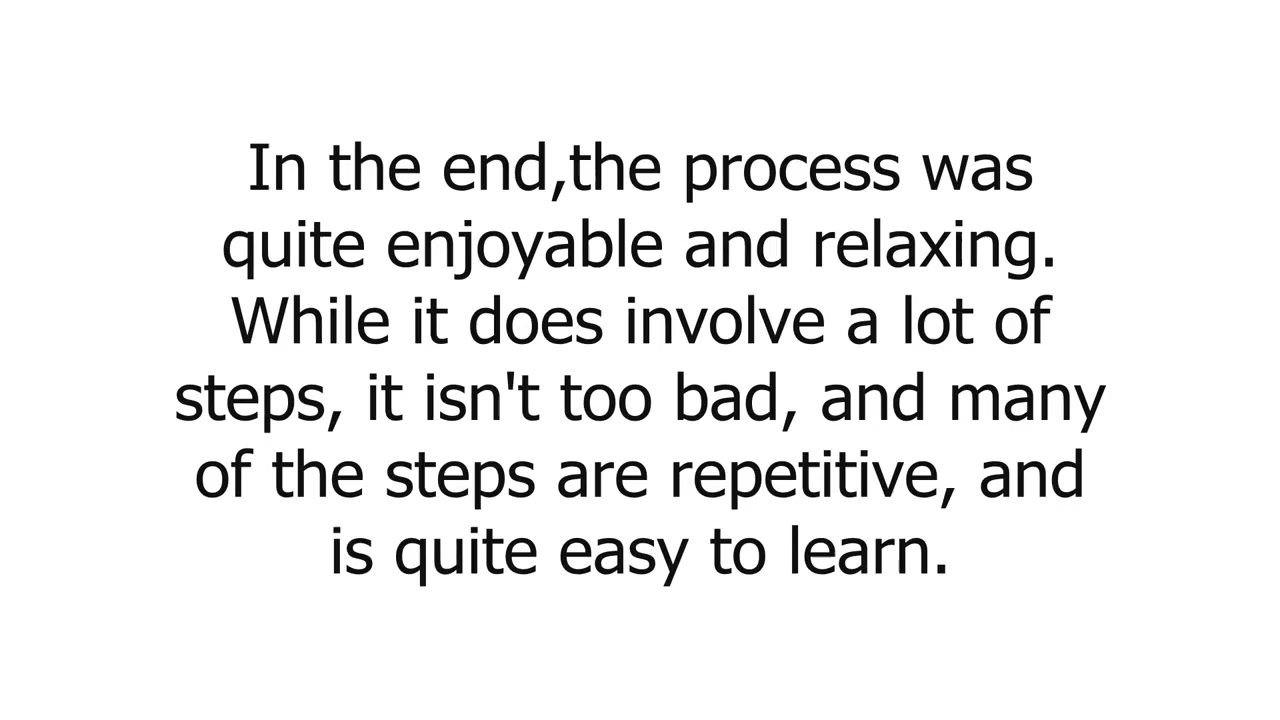 In the end,the process was
quite enjoyable and relaxing.
While it does involve a lot of
steps, it isn't too bad, and many
of the steps are repetitive, and
is quite easy to learn.